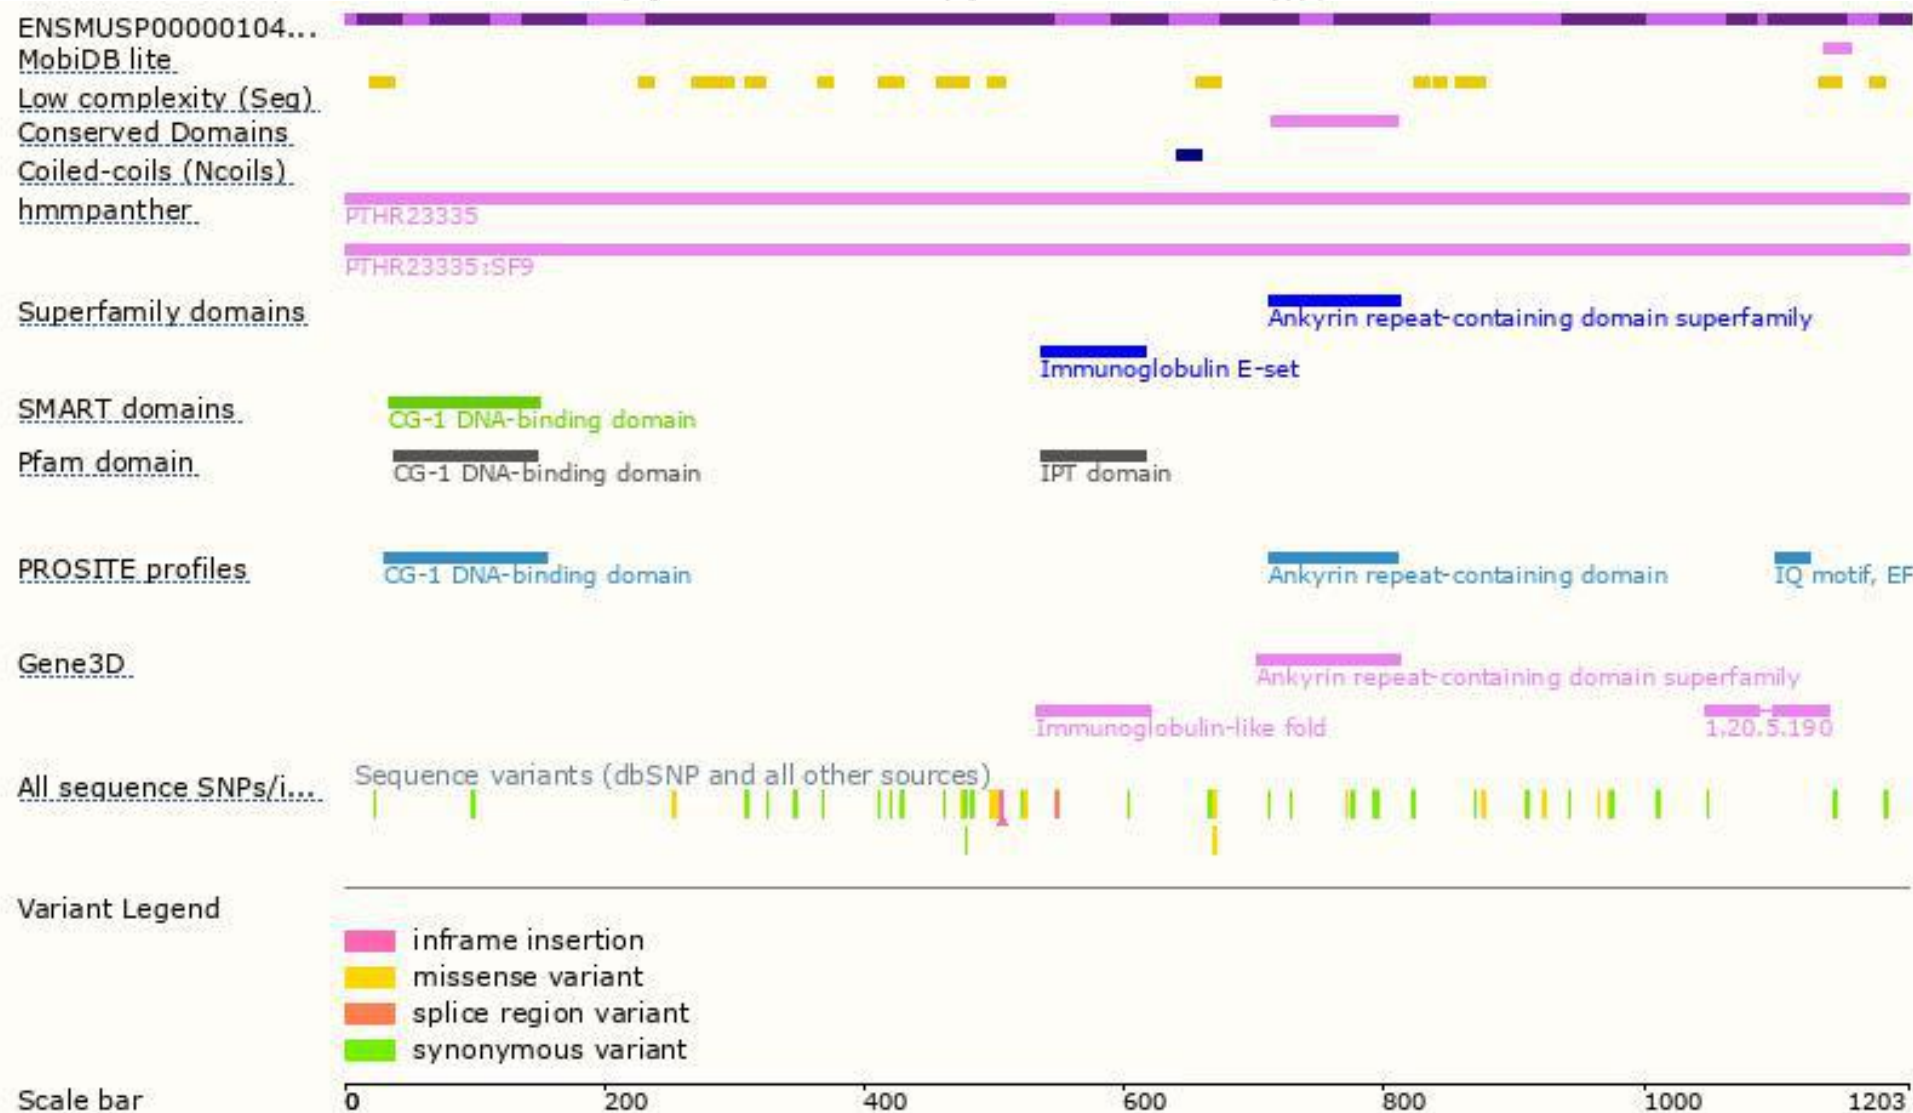 ENSMUSP00000104...
MobiDB lite
Low complexity (Seg)
Conserved Domains
Coiled-coils (Ncoils)
hmmpanther
PTHR23335
PTHR23335:SF9
Superfamily domains
Ankyrin repeat-containing domain superfamily
Immunoglobulin E-set
SMART domains
CG-1 DNA-binding domain
Pfam domain
CG-1 DNA-binding domain IPT domain
PROSITE profiles
CG-1 DNA-binding domain Ankyrin repeat-containing domain IQ motif, EF
Gene3D
Ankyrin repeat-containing domain superfamily
Immunoglobulin-like fold 1.20.5.190
All sequence SNPs/i...
Sequence variants (dbSNP and all other sources)
Variant Legend
inframe insertion
missense variant
splice region variant
synonymous variant
Scale bar 0 200 400 600 800 1000 1203